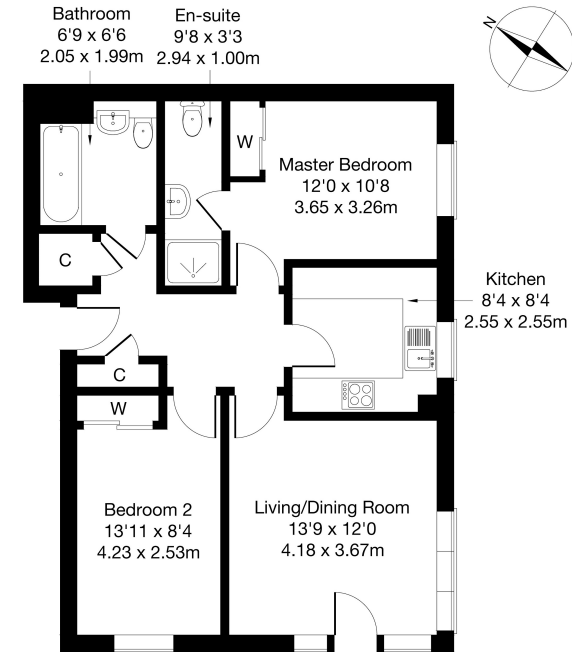 Bathroom
6'9 x 6'6
2.05 x 1.99m
En-suite
9'8 x 3'3
2.94 x 1.00m
N
W
Master Bedroom
12'0 x 10'8
3.65 x 3.26m
C
Kitchen
8'4 x 8'4
2.55 x 2.55m
C
W
Bedroom 2
13'11 x 8'4
4.23 x 2.53m
Living/Dining Room
13'9 x 12'0
4.18 x 3.67m